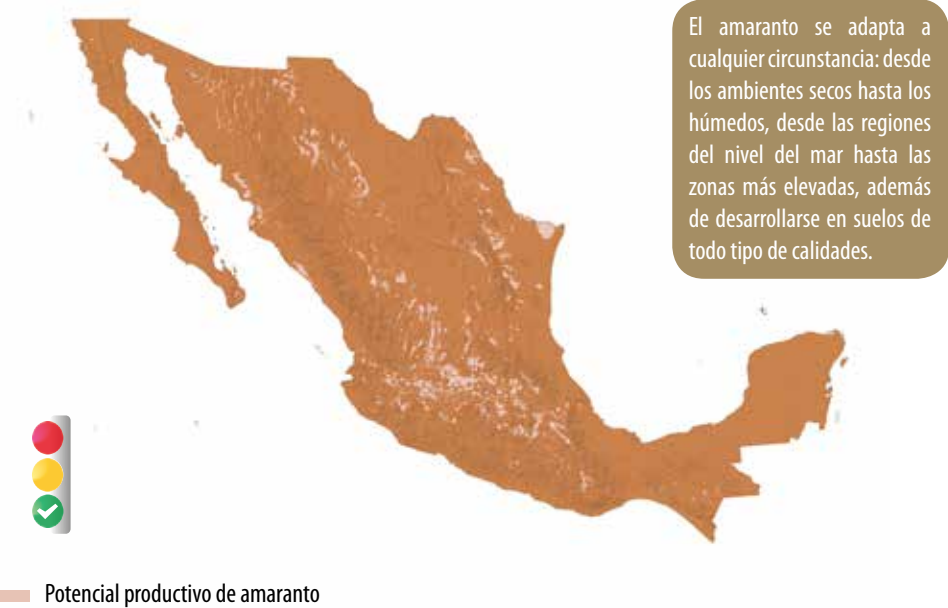 El amaranto se adapta a
cualquier circunstancia: desde
los ambientes secos hasta los
húmedos, desde las regiones
del nivel del mar hasta las
zonas más elevadas, además
de desarrollarse en suelos de
todo tipo de calidades.
Potencial productivo de amaranto